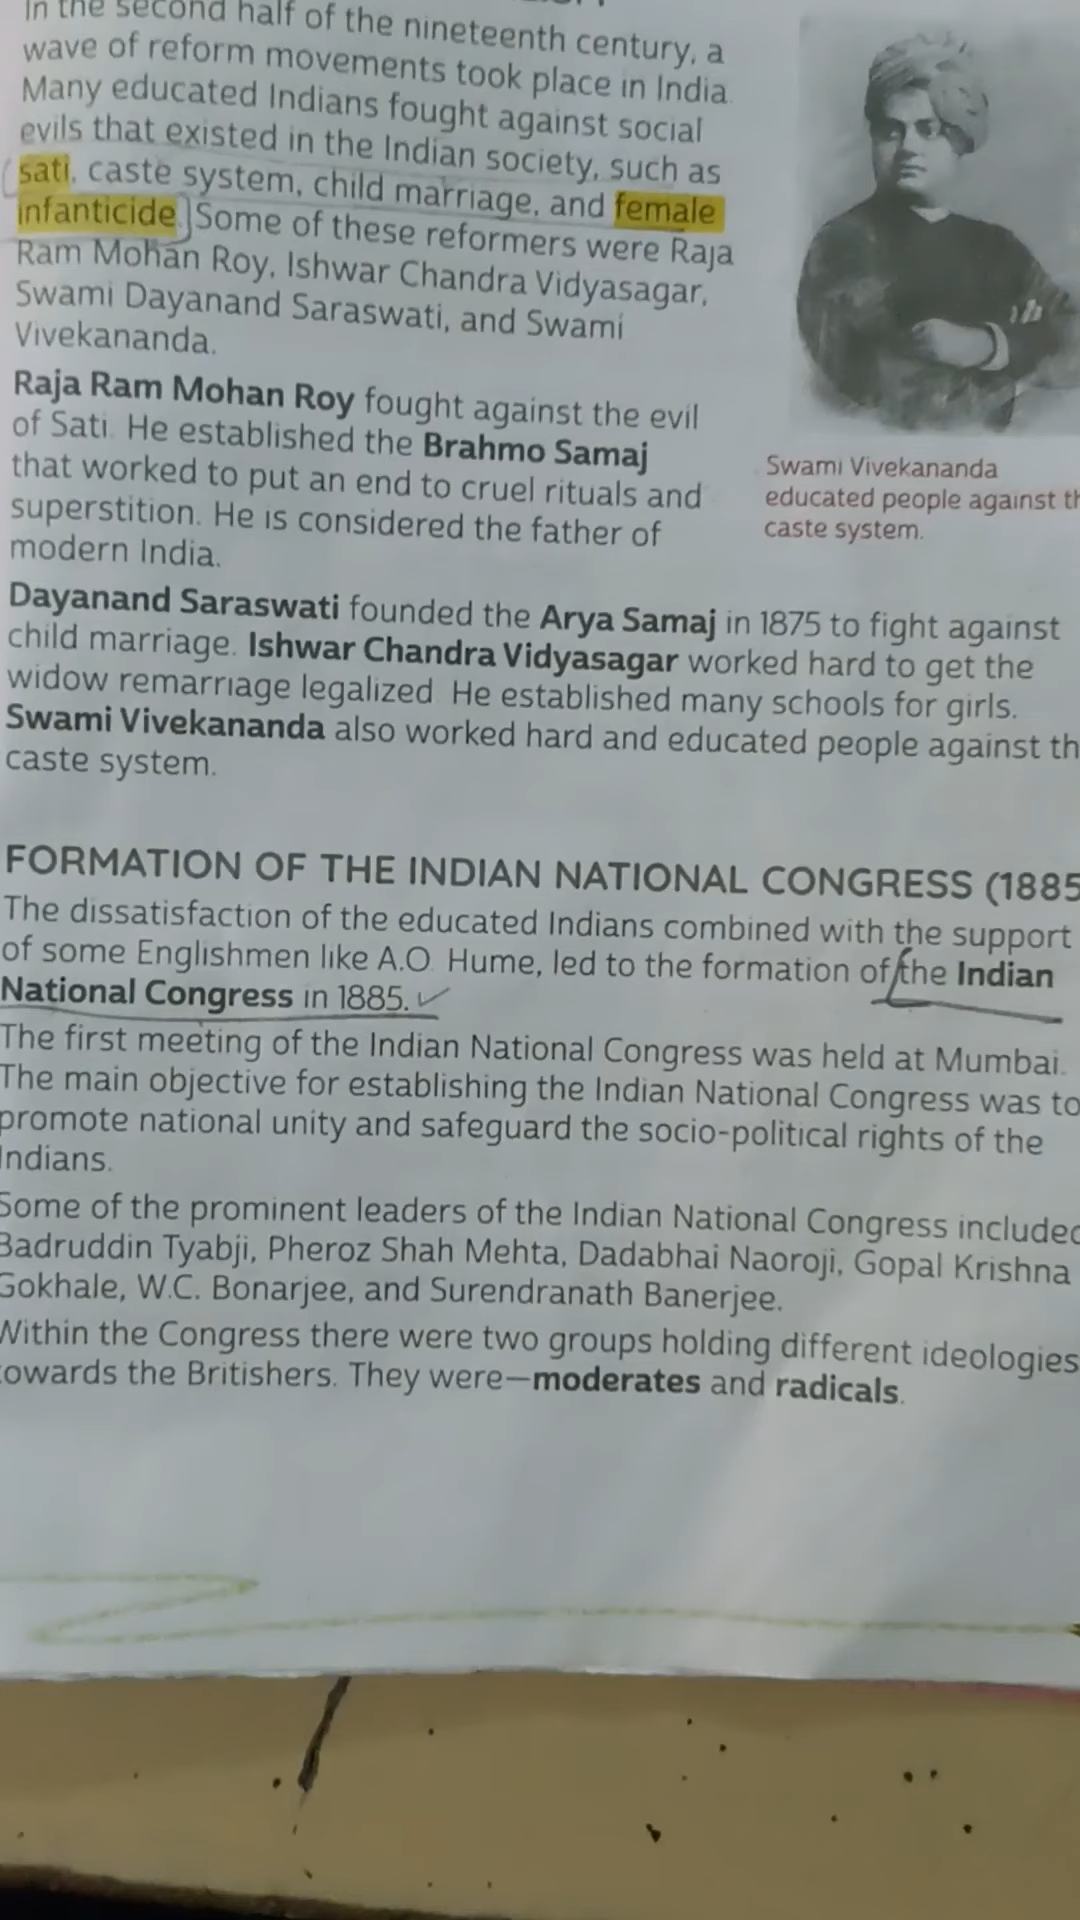 In the second half of the nineteenth century, a
wave of reform movements took place in India.
Many educated Indians fought against social
evils that existed in the Indian society, such as
sati, caste system, child marriage, and female
infanticide. Some of these reformers were Raja
Ram Mohan Roy, Ishwar Chandra Vidyasagar,
Swami Dayanand Saraswati, and Swami
Vivekananda.
Raja Ram Mohan Roy fought against the evil
of Sati. He established the Brahmo Samaj
that worked to put an end to cruel rituals and
superstition. He is considered the father of
modern India.
Swami Vivekananda
educated people against th
caste system.
Dayanand Saraswati founded the Arya Samaj in 1875 to fight against
child marriage. Ishwar Chandra Vidyasagar worked hard to get the
widow remarriage legalized. He established many schools for girls.
Swami Vivekananda also worked hard and educated people against th
caste system.
FORMATION OF THE INDIAN NATIONAL CONGRESS (1885
The dissatisfaction of the educated Indians combined with the support
of some Englishmen like A.O. Hume, led to the formation of the Indian
National Congress in 1885.
The first meeting of the Indian National Congress was held at Mumbai.
The main objective for establishing the Indian National Congress was to
promote national unity and safeguard the socio-political rights of the
Indians.
Some of the prominent leaders of the Indian National Congress included
Badruddin Tyabji, Pheroz Shah Mehta, Dadabhai Naoroji, Gopal Krishna
Gokhale, W.C. Bonarjee, and Surendranath Banerjee.
Within the Congress there were two groups holding different ideologies
towards the Britishers. They were—moderates and radicals.